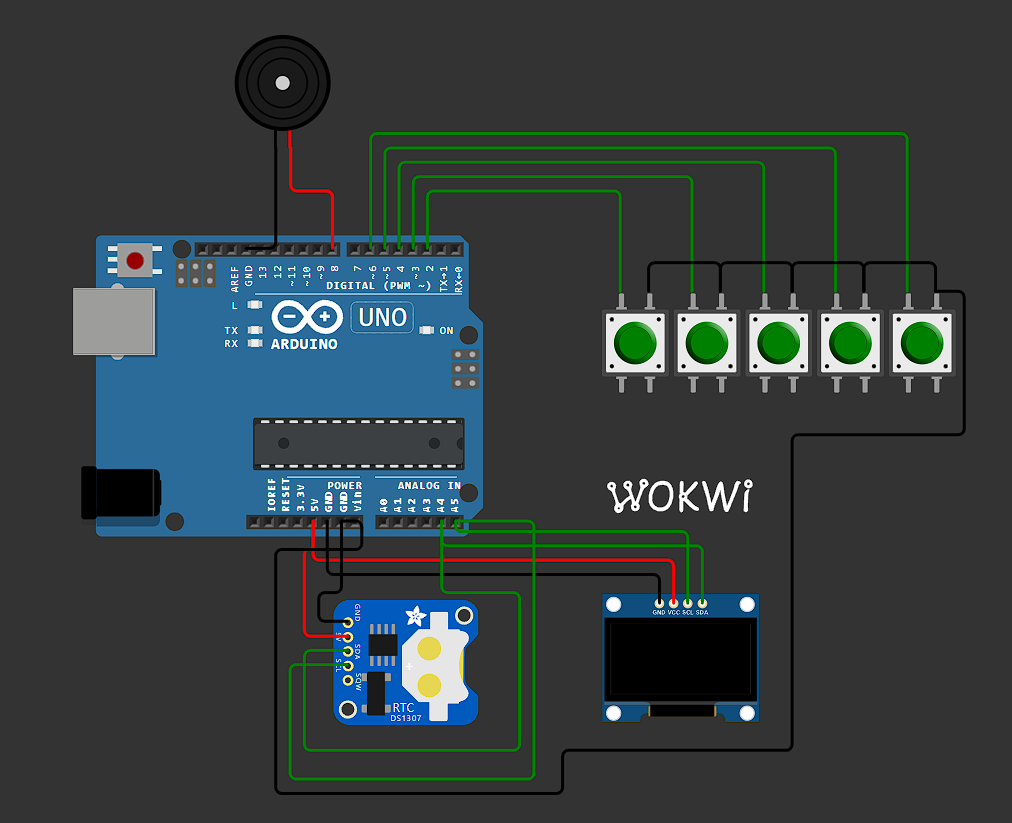 AREF
GND
13
12
~11
~10
~9
8
7
~6
~5
4
~3
2
TX→1
RX←0
DIGITAL (PWM ~)
L
TX
RX
ON
UNO
ARDUINO
IOREF
RESET
3.3V
5V
GND
GND
Vin
POWER
ANALOG IN
A0
A1
A2
A3
A4
A5
WOKWi
GND
5V
SDA
SCL
SQW
RTC
DS1307
GND VCC SCL SDA